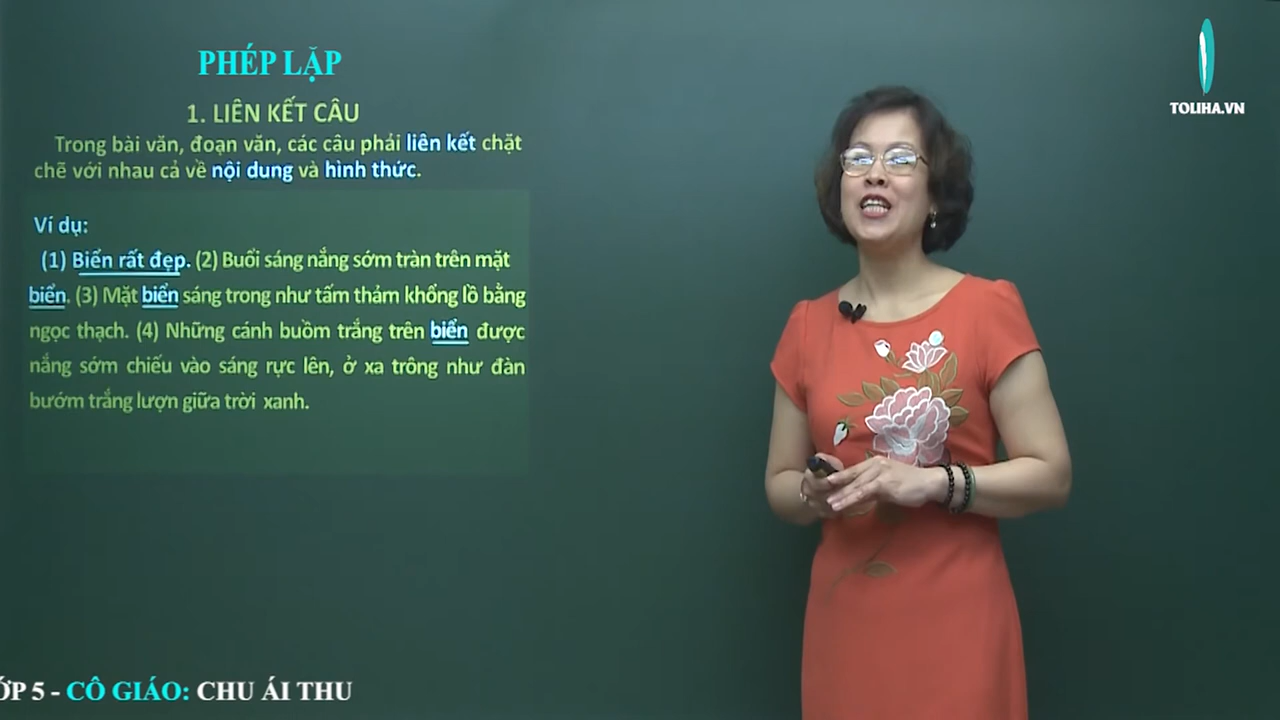 PHÉP LẶP
1. LIÊN KẾT CÂU
Trong bài văn, đoạn văn, các câu phải liên kết chặt
chẽ với nhau cả về nội dung và hình thức.
Ví dụ:
(1) Biển rất đẹp. (2) Buổi sáng nắng sớm tràn trên mặt
biển. (3) Mặt biển sáng trong như tấm thảm khổng lồ bằng
ngọc thạch. (4) Những cánh buồm trắng trên biển được
nắng sớm chiếu vào sáng rực lên, ở xa trông như đàn
bướm trắng lượn giữa trời xanh.
TOLIHA.VN
ỚP 5 - CÔ GIÁO: CHU ÁI THU